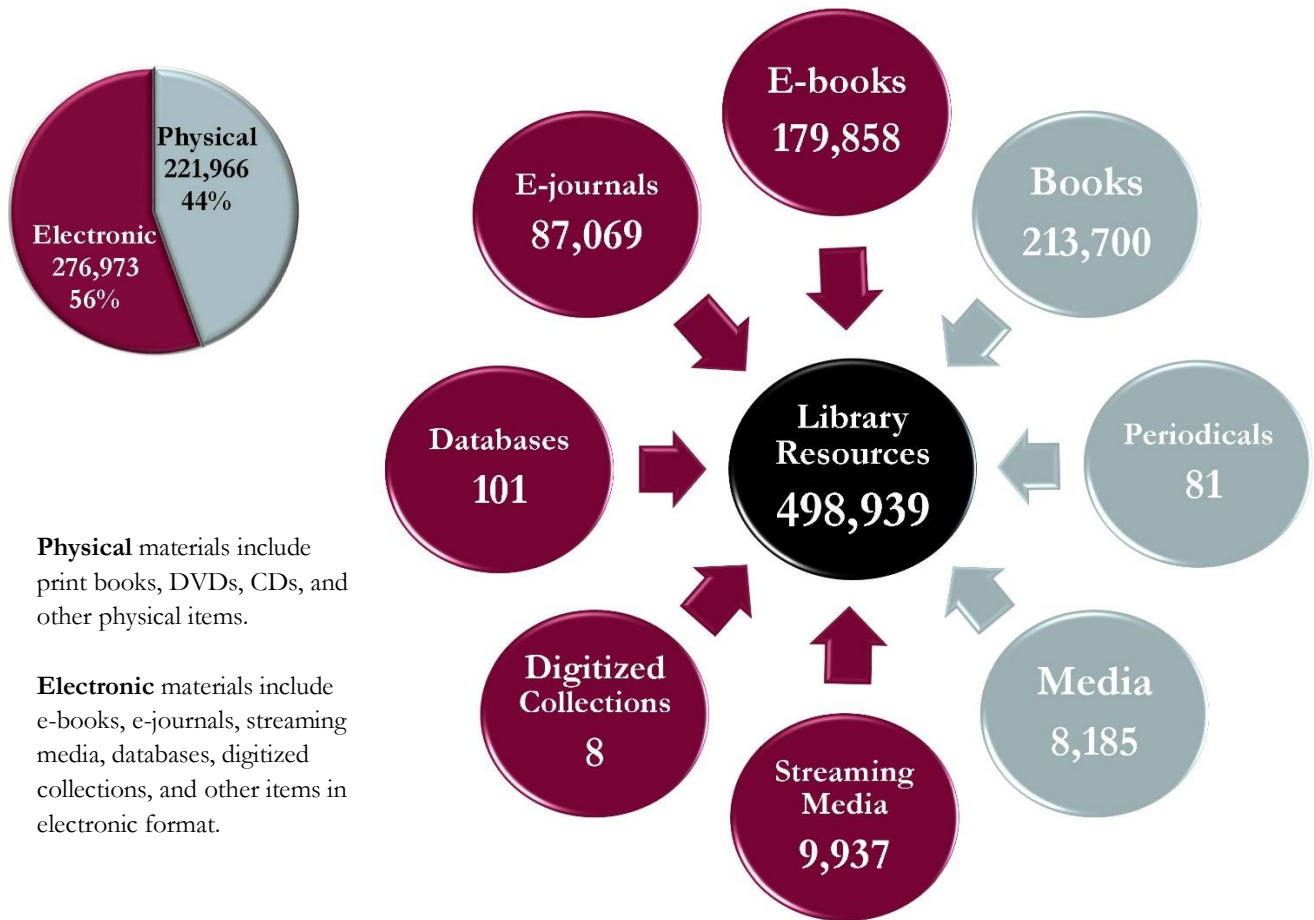 Physical
221,966
44%
Electronic
276,973
56%
Physical materials include
print books, DVDs, CDs, and
other physical items.
Electronic materials include
e-books, e-journals, streaming
media, databases, digitized
collections, and other items in
electronic format.
E-books
179,858
E-journals
87,069
Books
213,700
Databases
101
Library
Resources
498,939
Periodicals
81
Digitized
Collections
8
Media
8,185
Streaming
Media
9,937